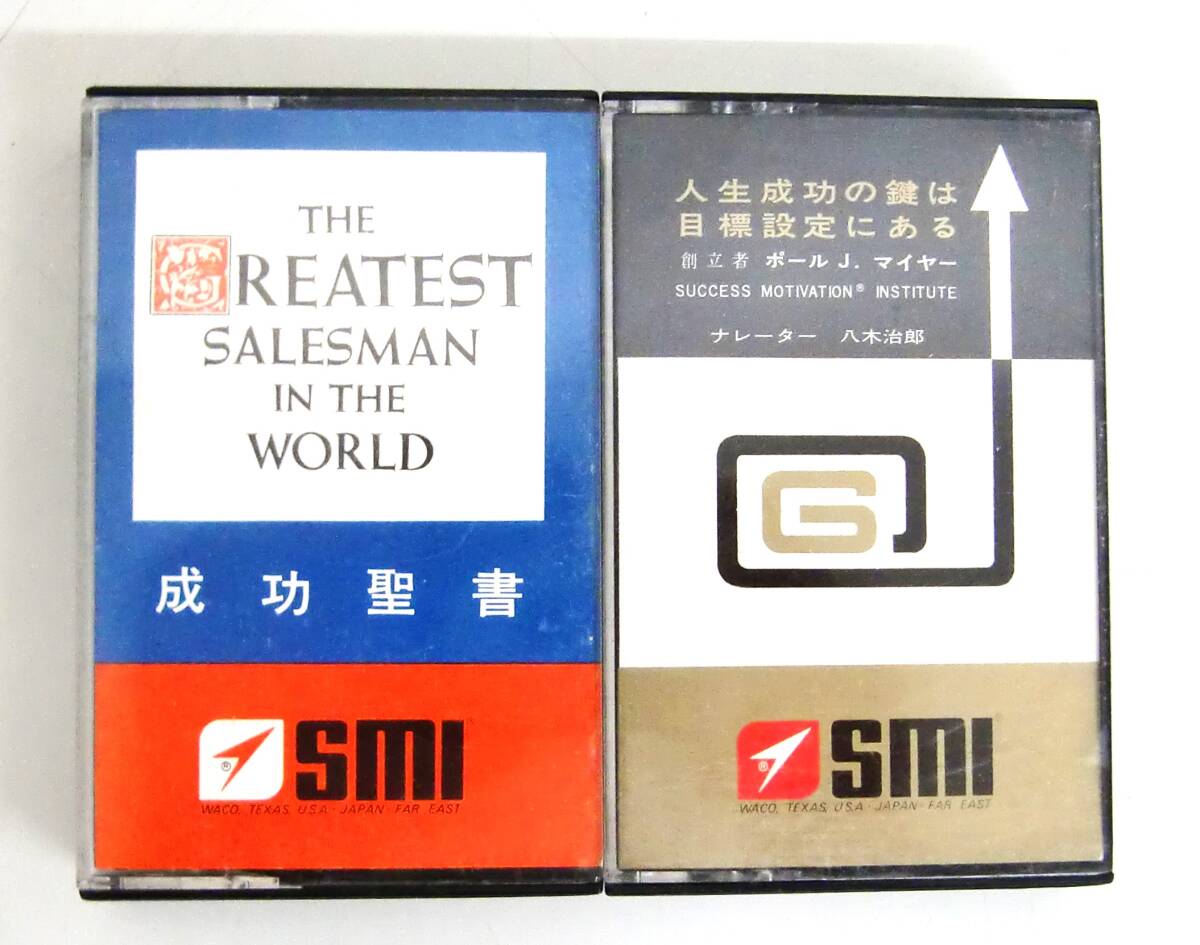 THE
GREATEST
SALESMAN
IN THE
WORLD
成功聖書
®
SMI
WACO, TEXAS, U.S.A · JAPAN · FAR EAST
人生成功の鍵は
目標設定にある
創立者 ポール J. マイヤー
SUCCESS MOTIVATION® INSTITUTE
ナレーター 八木治郎
G
®
SMI
WACO, TEXAS, U.S.A · JAPAN · FAR EAST